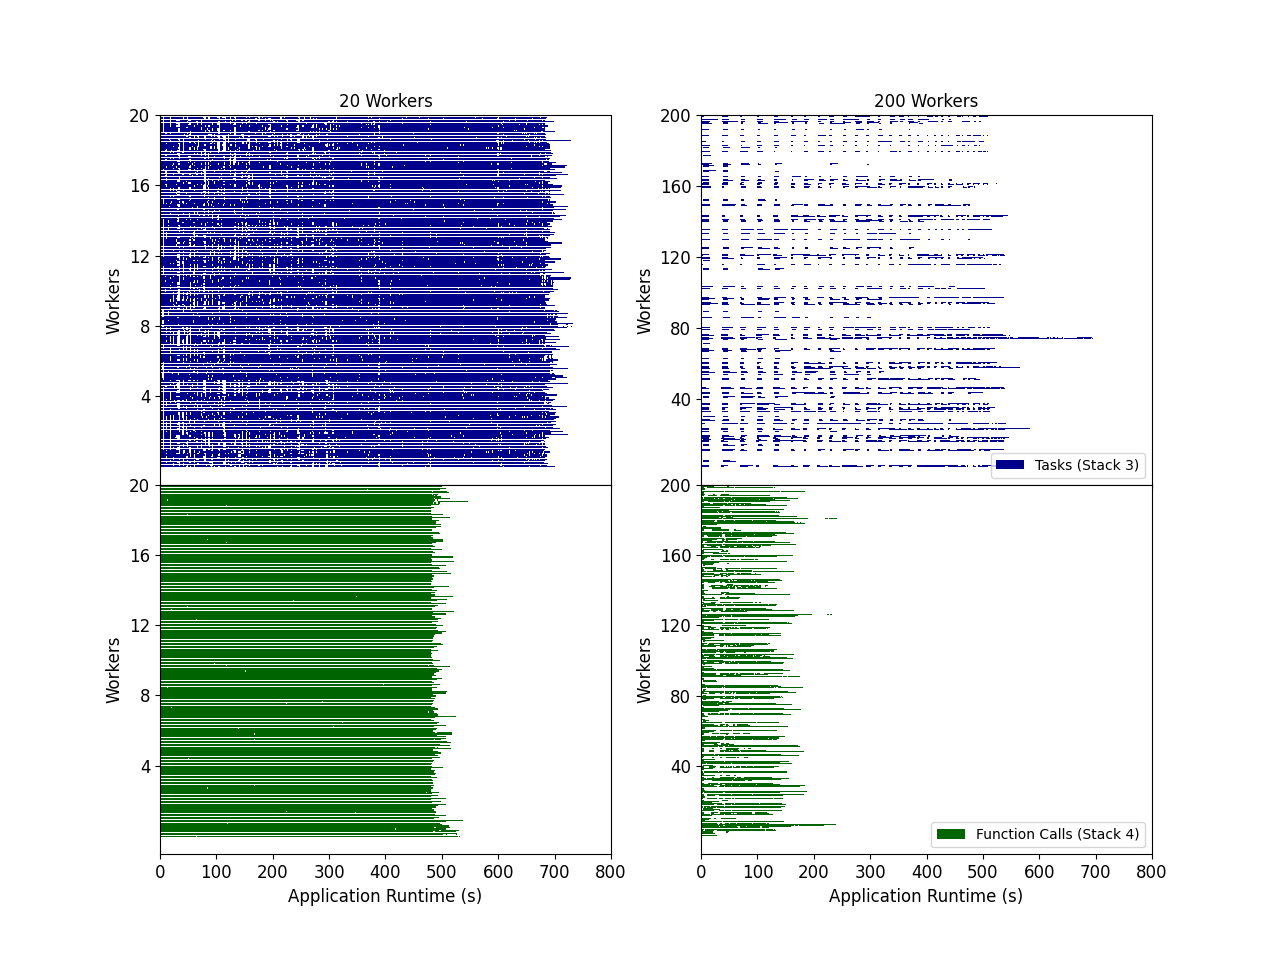 20 Workers
200 Workers
20
16
12
8
4
Workers
200
160
120
80
40
Workers
Tasks (Stack 3)
20
16
12
8
4
Workers
200
160
120
80
40
Workers
Function Calls (Stack 4)
0 100 200 300 400 500 600 700 800
Application Runtime (s)
0 100 200 300 400 500 600 700 800
Application Runtime (s)